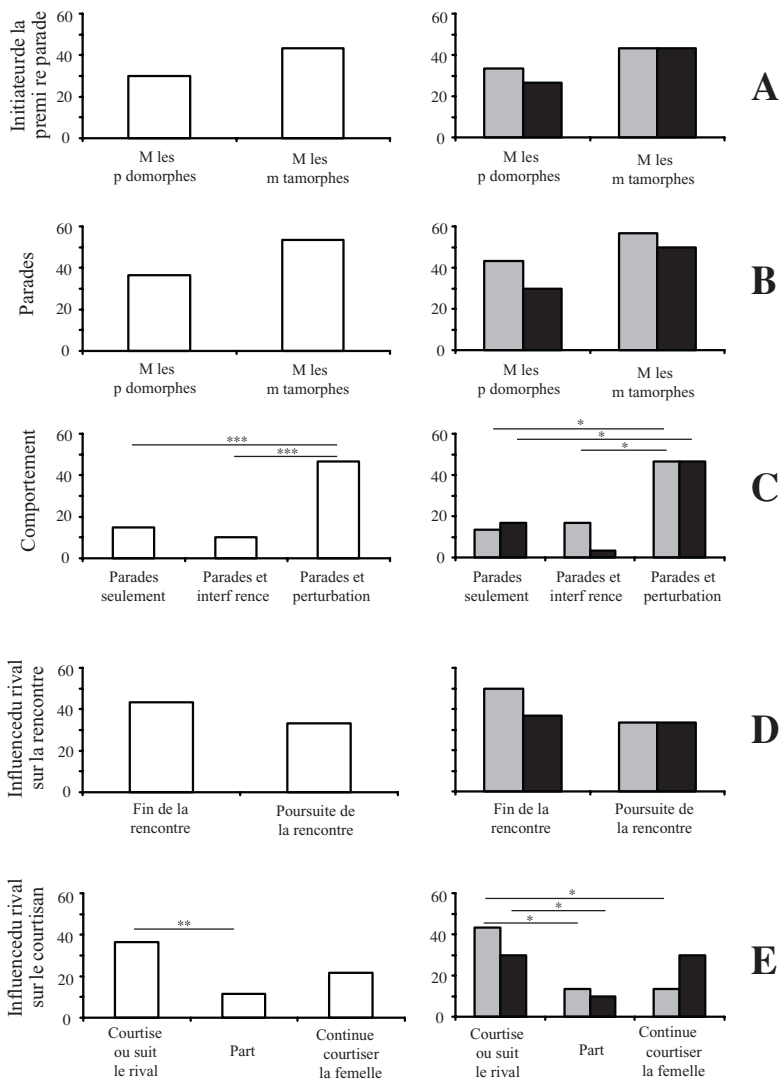 Initiateurde la
premi re parade
60
40
20
0
M les
p domorphes
M les
m tamorphes
60
40
20
0
M les
p domorphes
M les
m tamorphes
A
Parades
60
40
20
0
M les
p domorphes
M les
m tamorphes
60
40
20
0
M les
p domorphes
M les
m tamorphes
B
Comportement
60
40
20
0
***
***
Parades
seulement
Parades et
interf rence
Parades et
perturbation
60
40
20
0
*
*
*
Parades
seulement
Parades et
interf rence
Parades et
perturbation
C
Influencedu rival
sur la rencontre
60
40
20
0
Fin de la
rencontre
Poursuite de
la rencontre
60
40
20
0
Fin de la
rencontre
Poursuite de
la rencontre
D
Influencedu rival
sur le courtisan
60
40
20
0
**
Courtise
ou suit
le rival
Part
Continue
courtiser
la femelle
60
40
20
0
*
*
*
Courtise
ou suit
le rival
Part
Continue
courtiser
la femelle
E